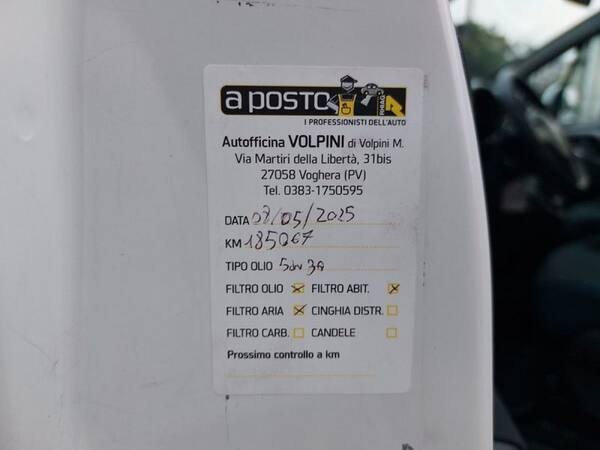 a posto
I PROFESSIONISTI DELL'AUTO
Autofficina VOLPINI di Volpini M.
Via Martiri della Libertà, 31bis
27058 Voghera (PV)
Tel. 0383-1750595
DATA 07/05/2025
KM 185067
TIPO OLIO 5W30
FILTRO OLIO FILTRO ABIT.
FILTRO ARIA CINGHIA DISTR.
FILTRO CARB. CANDELE
Prossimo controllo a km